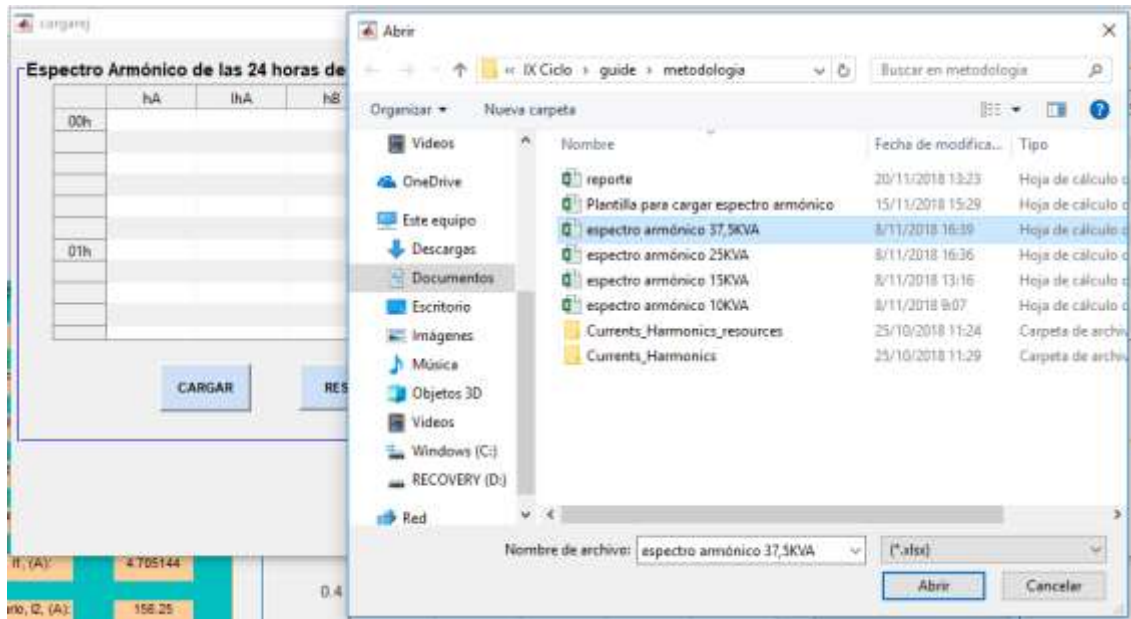 cargarej
Espectro Armónico de las 24 horas de
hA IhA hB
00h
01h
CARGAR RES
I1, (A): 4.705144
rio, I2, (A): 156.25
0.4
Abrir
« IX Ciclo › guide › metodologia
Buscar en metodologia
Organizar Nueva carpeta
Videos
OneDrive
Este equipo
Descargas
Documentos
Escritorio
Imágenes
Música
Objetos 3D
Videos
Windows (C:)
RECOVERY (D:)
Red
Nombre Fecha de modifica... Tipo
reporte 20/11/2018 13:23 Hoja de cálculo d
Plantilla para cargar espectro armónico 15/11/2018 15:29 Hoja de cálculo d
espectro armónico 37,5KVA 8/11/2018 16:39 Hoja de cálculo d
espectro armónico 25KVA 8/11/2018 16:36 Hoja de cálculo d
espectro armónico 15KVA 8/11/2018 13:16 Hoja de cálculo d
espectro armónico 10KVA 8/11/2018 9:07 Hoja de cálculo d
Currents_Harmonics_resources 25/10/2018 11:24 Carpeta de archiv
Currents_Harmonics 25/10/2018 11:29 Carpeta de archiv
Nombre de archivo: espectro armónico 37,5KVA (*.xlsx)
Abrir Cancelar